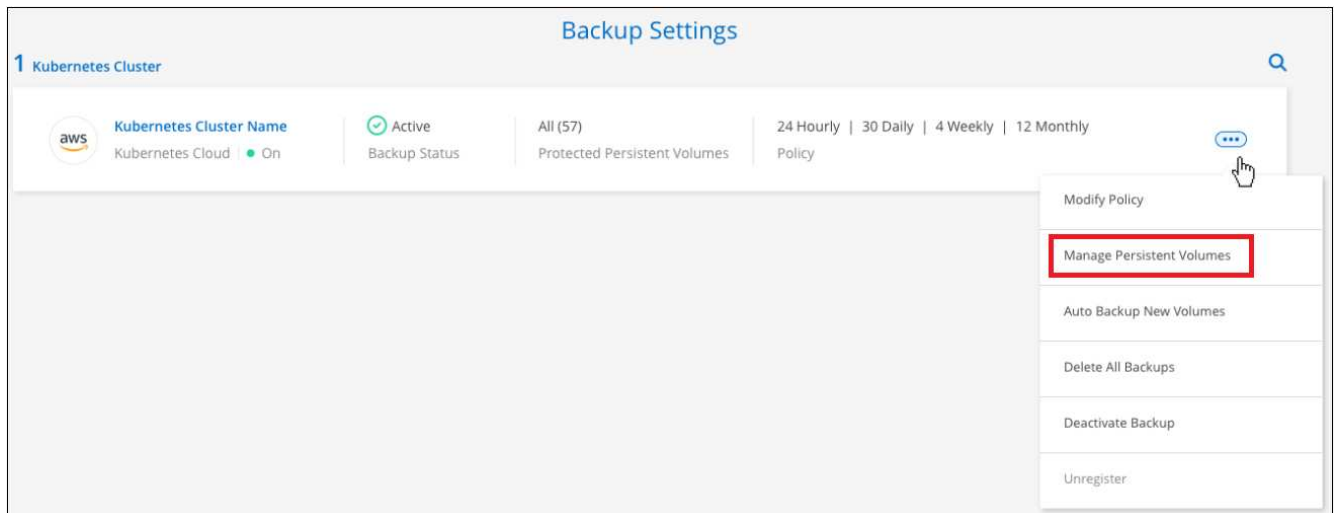 Backup Settings
1 Kubernetes Cluster
aws
Kubernetes Cluster Name
Kubernetes Cloud
On
Active
Backup Status
All (57)
Protected Persistent Volumes
24 Hourly | 30 Daily | 4 Weekly | 12 Monthly
Policy
Modify Policy
Manage Persistent Volumes
Auto Backup New Volumes
Delete All Backups
Deactivate Backup
Unregister